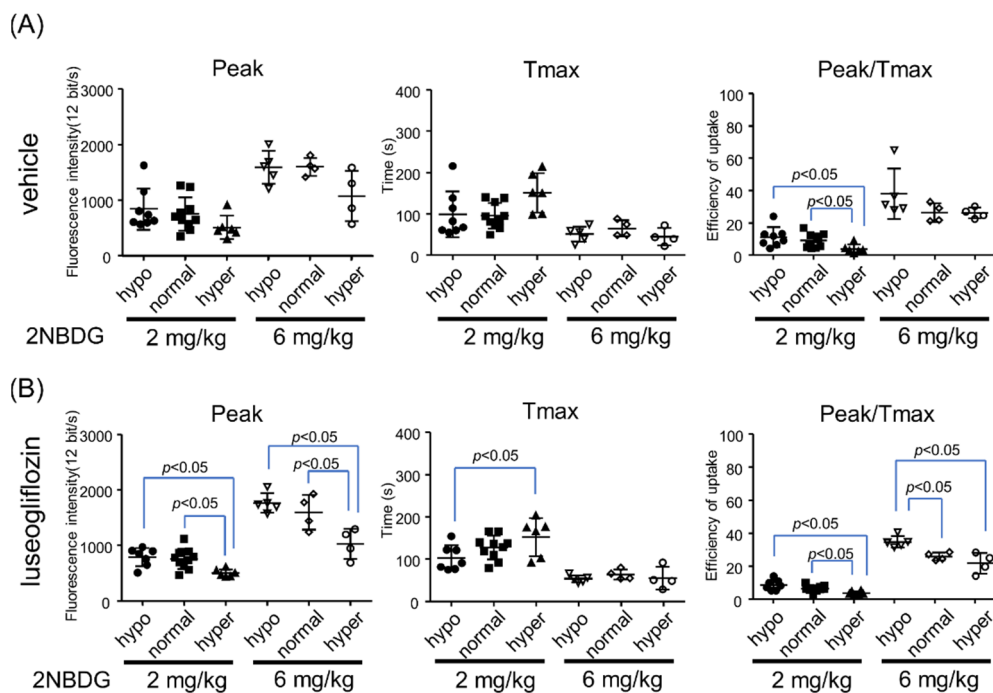 (A)
Peak
Tmax
Peak/Tmax
vehicle
Fluorescence intensity(12 bit/s)
3000
2000
1000
0
Time (s)
400
300
200
100
0
Efficiency of uptake
100
80
60
40
20
0
p<0.05
p<0.05
hypo normal hyper hypo normal hyper
hypo normal hyper hypo normal hyper
hypo normal hyper hypo normal hyper
2NBDG 2 mg/kg 6 mg/kg 2 mg/kg 6 mg/kg 2 mg/kg 6 mg/kg
(B)
Peak
Tmax
Peak/Tmax
luseogliflozin
Fluorescence intensity(12 bit/s)
3000
2000
1000
0
p<0.05
p<0.05
p<0.05
p<0.05
Time (s)
400
300
200
100
0
p<0.05
Efficiency of uptake
100
80
60
40
20
0
p<0.05
p<0.05
p<0.05
p<0.05
hypo normal hyper hypo normal hyper
hypo normal hyper hypo normal hyper
hypo normal hyper hypo normal hyper
2NBDG 2 mg/kg 6 mg/kg 2 mg/kg 6 mg/kg 2 mg/kg 6 mg/kg